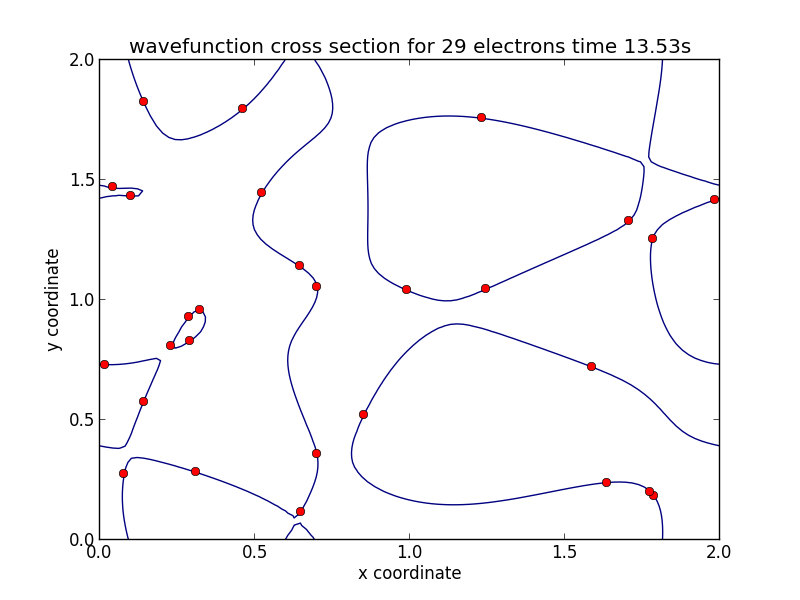 wavefunction cross section for 29 electrons time 13.53s
2.0
1.5
1.0
0.5
0.0
y coordinate
0.0 0.5 1.0 1.5 2.0
x coordinate